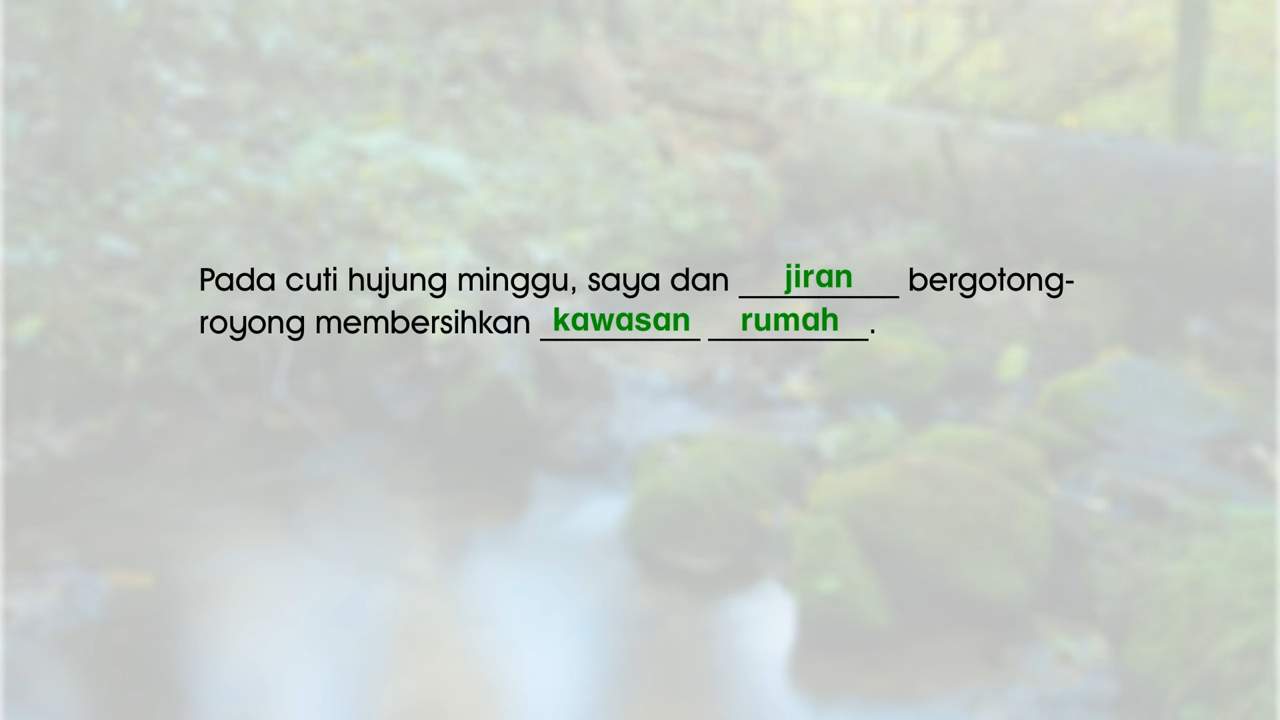 Pada cuti hujung minggu, saya dan jiran bergotong-
royong membersihkan kawasan rumah.